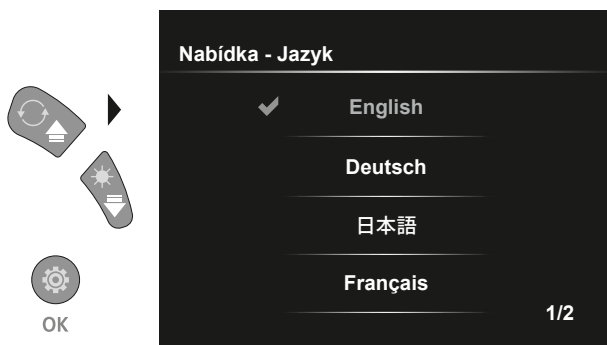 Nabídka - Jazyk
English
Deutsch
日本語
Français
1/2
OK